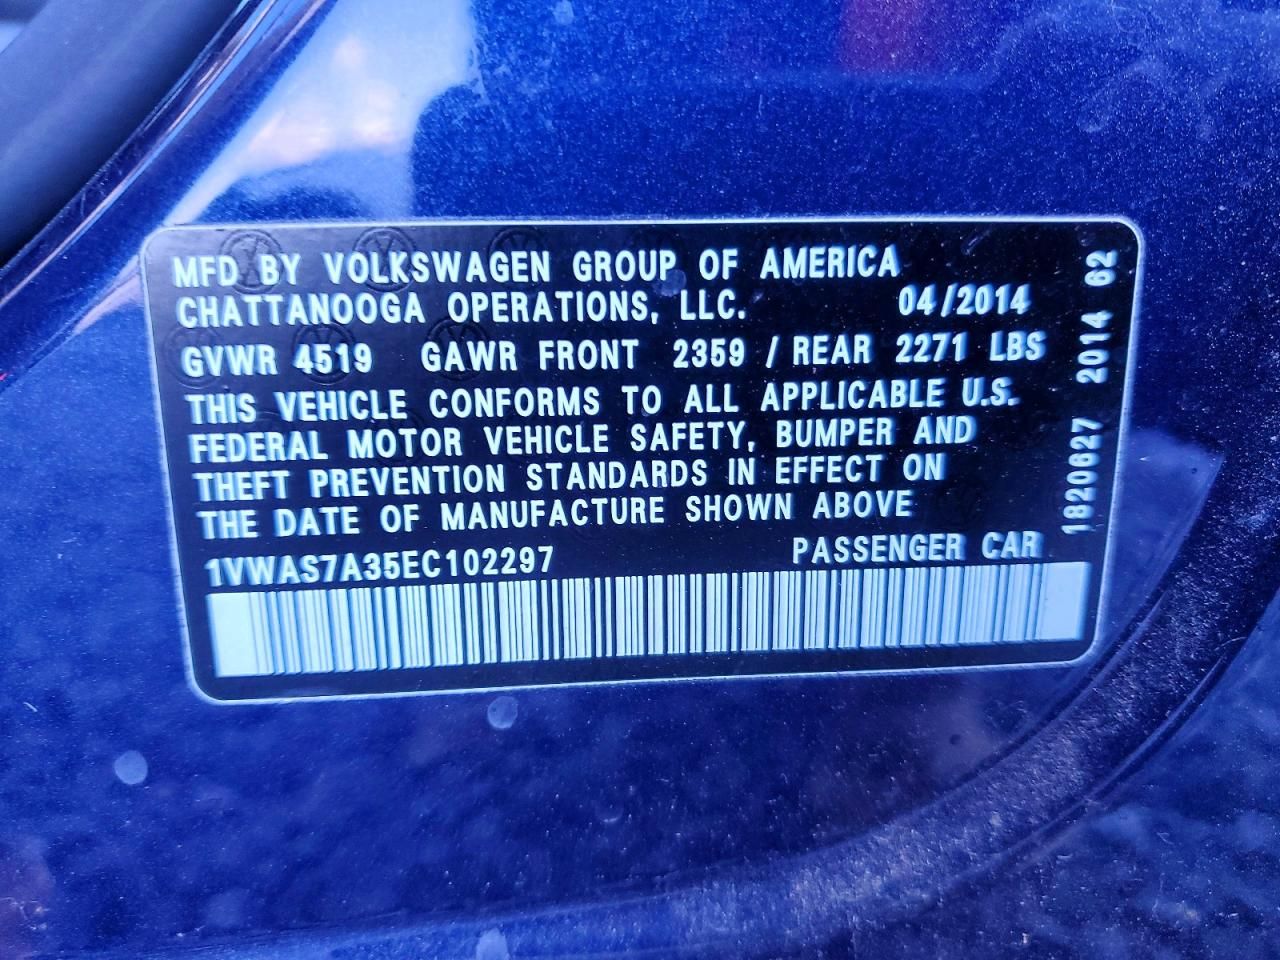 MFD BY VOLKSWAGEN GROUP OF AMERICA
CHATTANOOGA OPERATIONS, LLC. 04/2014
GVWR 4519 GAWR FRONT 2359 / REAR 2271 LBS
THIS VEHICLE CONFORMS TO ALL APPLICABLE U.S.
FEDERAL MOTOR VEHICLE SAFETY, BUMPER AND
THEFT PREVENTION STANDARDS IN EFFECT ON
THE DATE OF MANUFACTURE SHOWN ABOVE
1VWAS7A35EC102297 PASSENGER CAR
1820627 2014 62